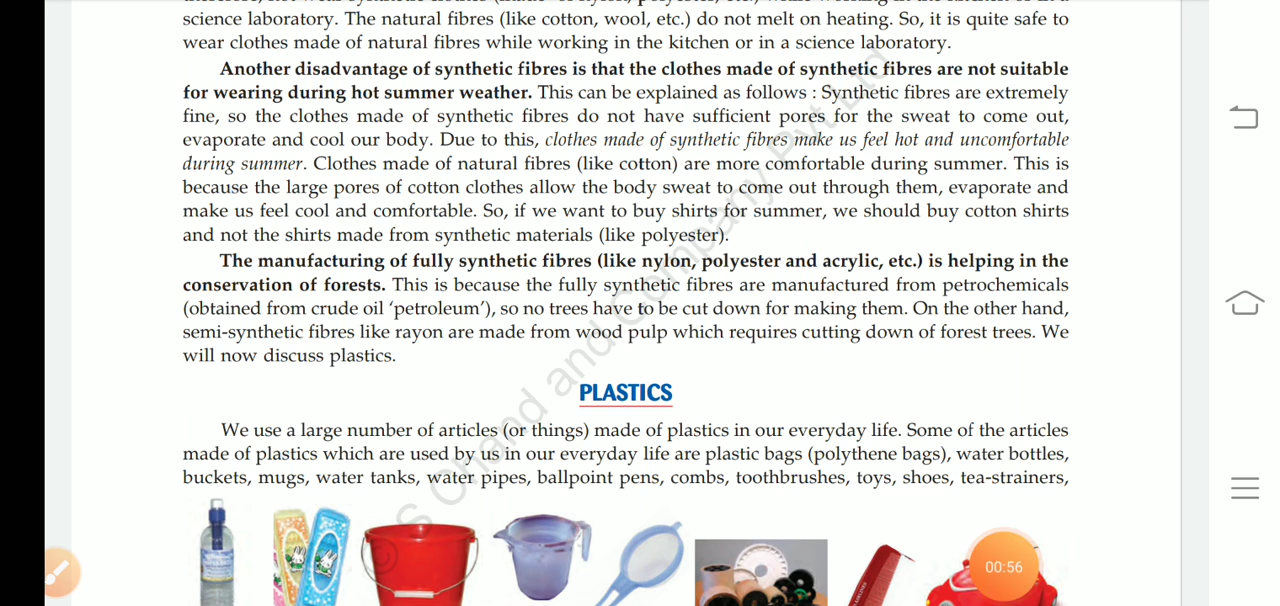 science laboratory. The natural fibres (like cotton, wool, etc.) do not melt on heating. So, it is quite safe to
wear clothes made of natural fibres while working in the kitchen or in a science laboratory.
Another disadvantage of synthetic fibres is that the clothes made of synthetic fibres are not suitable
for wearing during hot summer weather. This can be explained as follows : Synthetic fibres are extremely
fine, so the clothes made of synthetic fibres do not have sufficient pores for the sweat to come out,
evaporate and cool our body. Due to this, clothes made of synthetic fibres make us feel hot and uncomfortable
during summer. Clothes made of natural fibres (like cotton) are more comfortable during summer. This is
because the large pores of cotton clothes allow the body sweat to come out through them, evaporate and
make us feel cool and comfortable. So, if we want to buy shirts for summer, we should buy cotton shirts
and not the shirts made from synthetic materials (like polyester).
The manufacturing of fully synthetic fibres (like nylon, polyester and acrylic, etc.) is helping in the
conservation of forests. This is because the fully synthetic fibres are manufactured from petrochemicals
(obtained from crude oil ‘petroleum’), so no trees have to be cut down for making them. On the other hand,
semi-synthetic fibres like rayon are made from wood pulp which requires cutting down of forest trees. We
will now discuss plastics.
PLASTICS
We use a large number of articles (or things) made of plastics in our everyday life. Some of the articles
made of plastics which are used by us in our everyday life are plastic bags (polythene bags), water bottles,
buckets, mugs, water tanks, water pipes, ballpoint pens, combs, toothbrushes, toys, shoes, tea-strainers,
© S Chand and Company Pvt Ltd
00:56